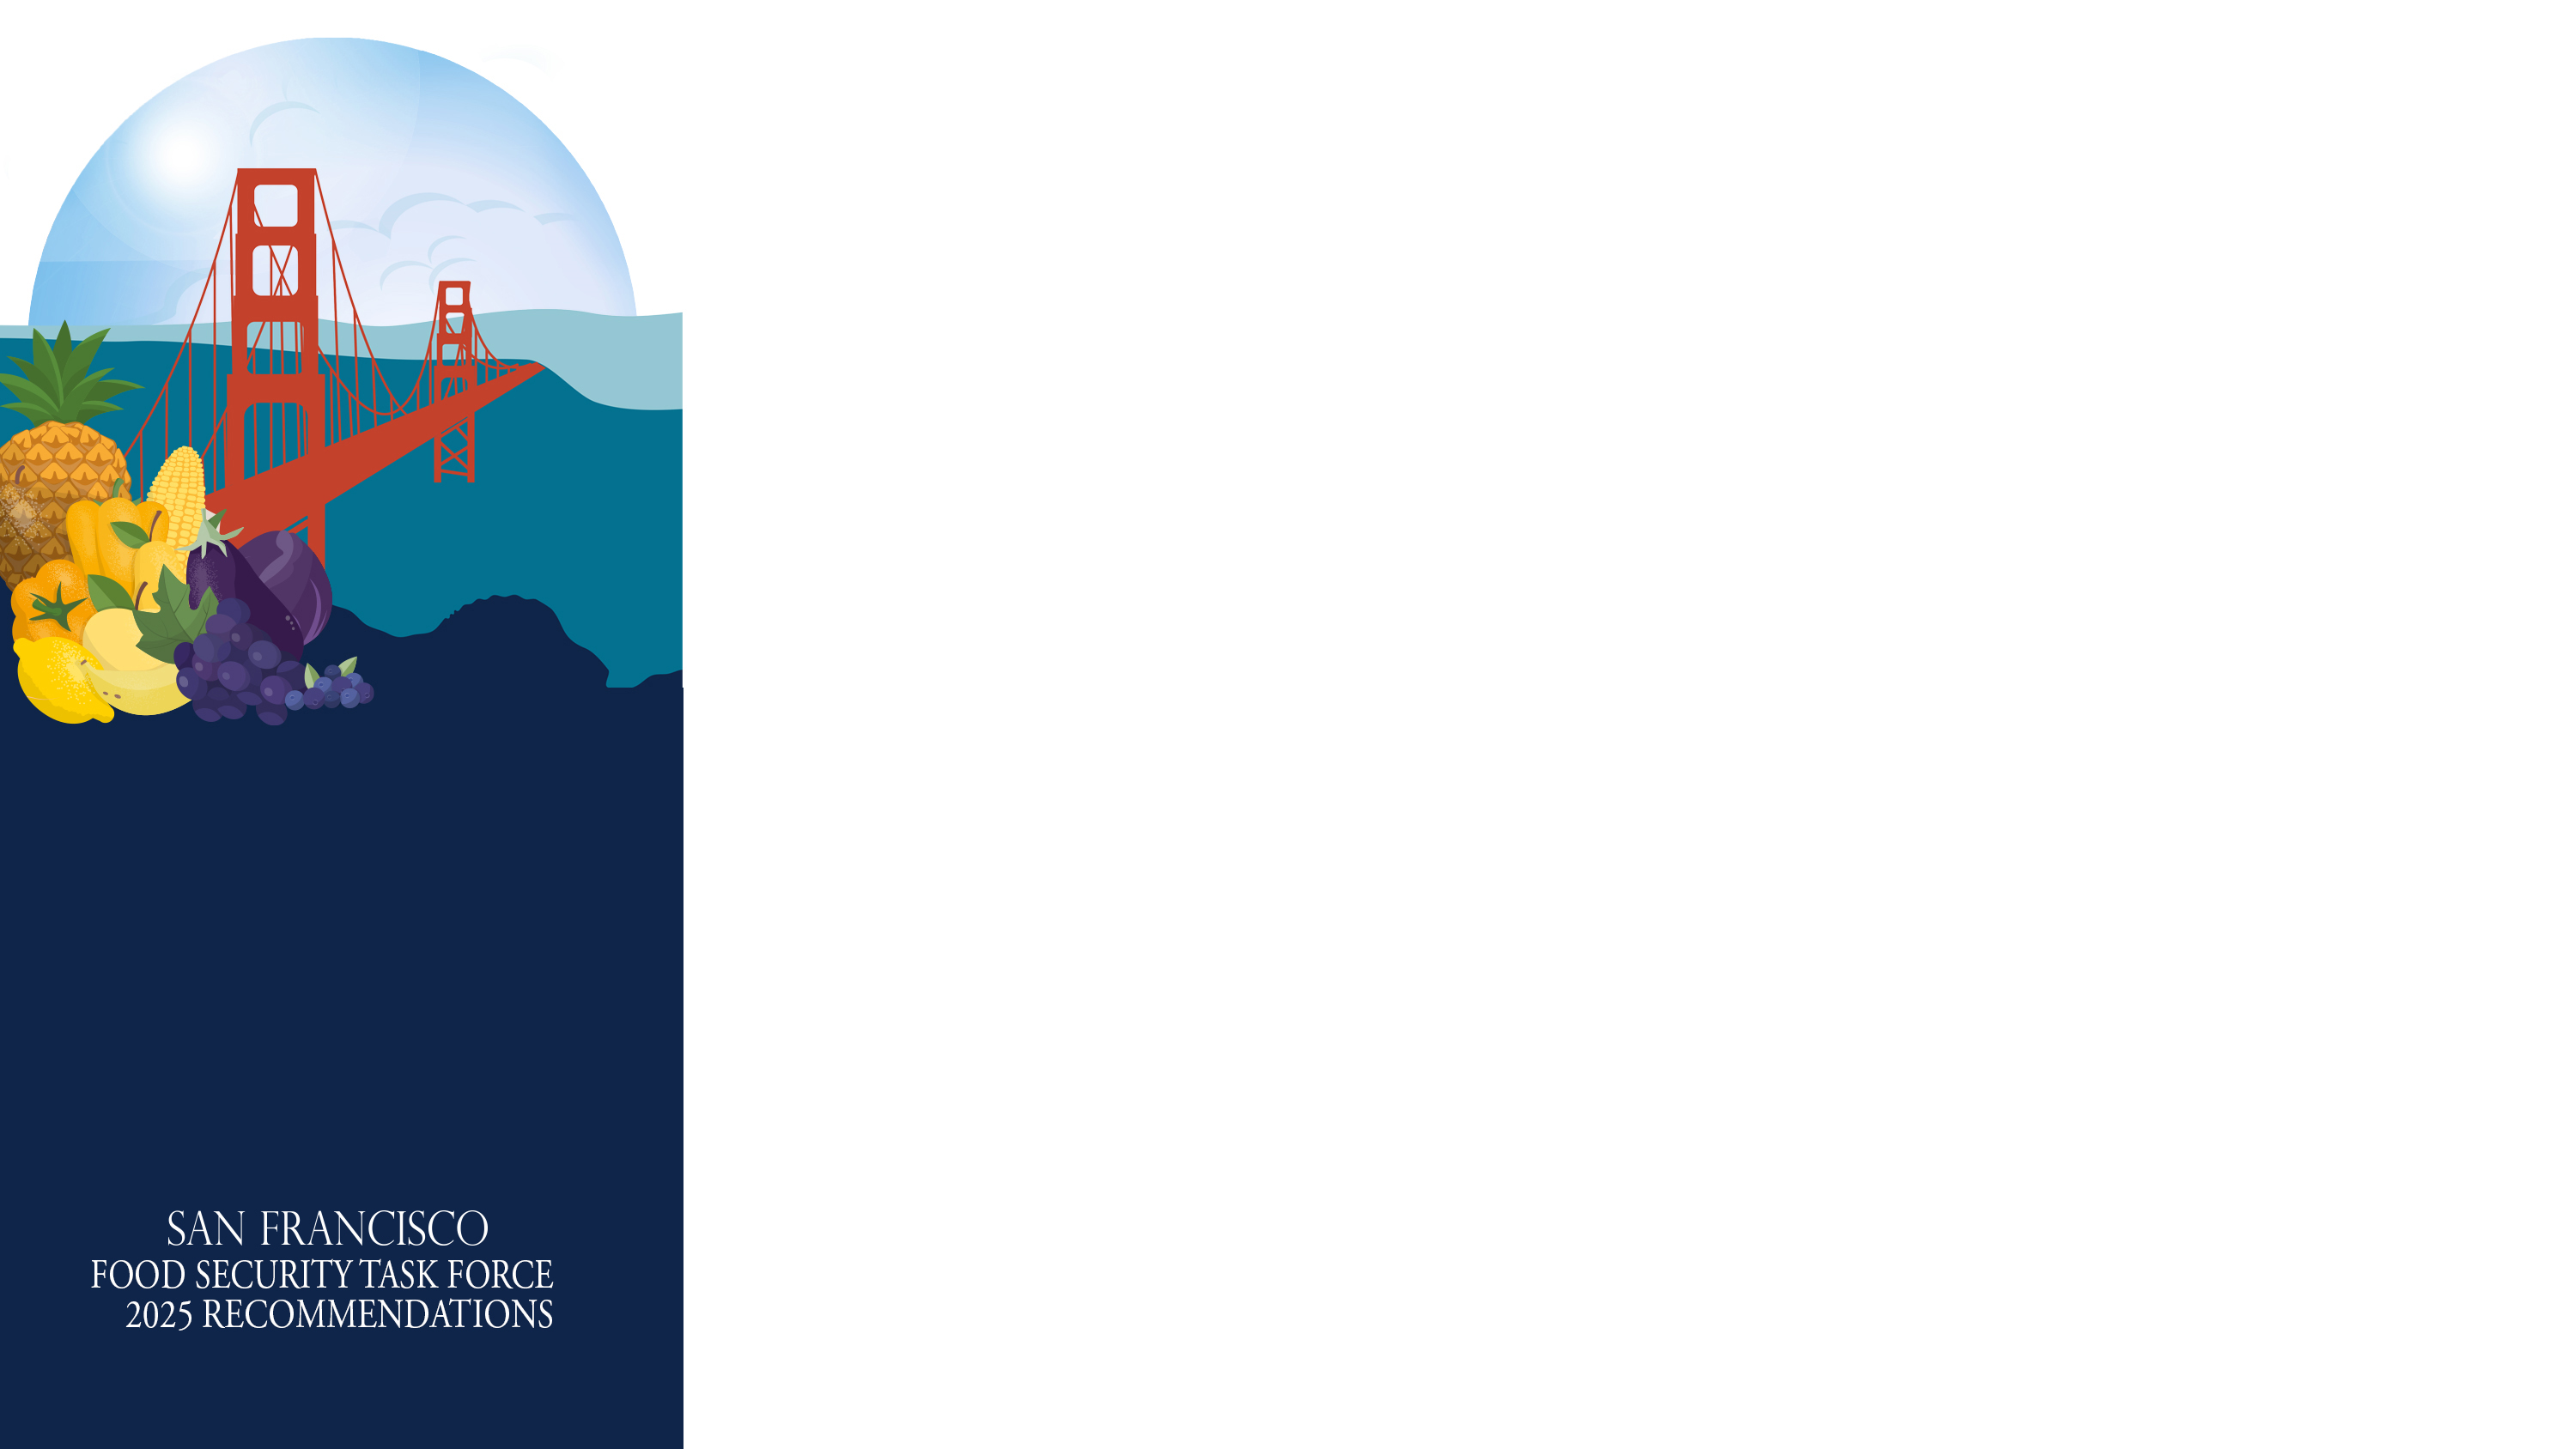 SAN FRANCISCO
FOOD SECURITY TASK FORCE
2025 RECOMMENDATIONS